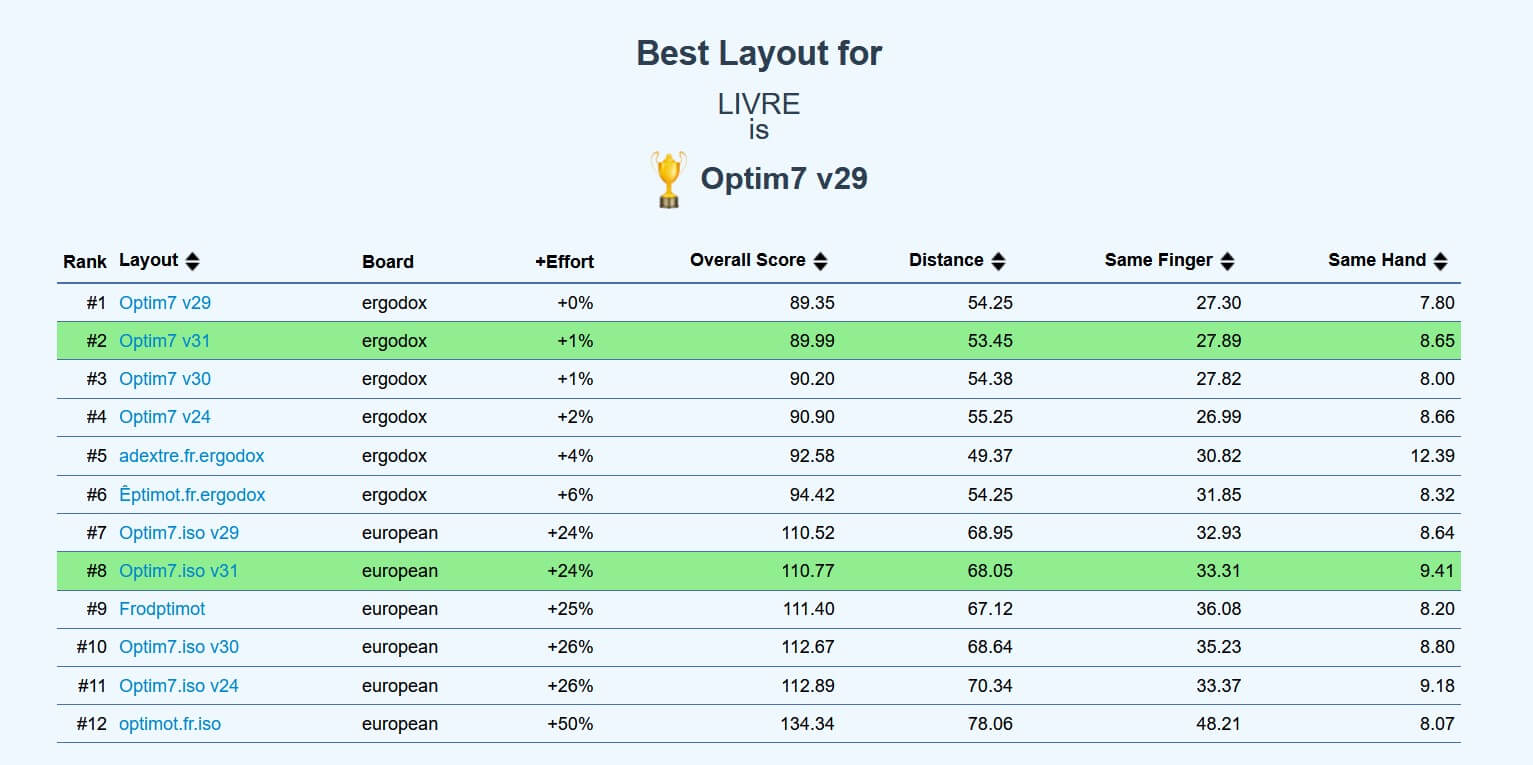 Best Layout for
LIVRE
is
Optim7 v29
Rank Layout Board +Effort Overall Score Distance Same Finger Same Hand
#1 Optim7 v29 ergodox +0% 89.35 54.25 27.30 7.80
#2 Optim7 v31 ergodox +1% 89.99 53.45 27.89 8.65
#3 Optim7 v30 ergodox +1% 90.20 54.38 27.82 8.00
#4 Optim7 v24 ergodox +2% 90.90 55.25 26.99 8.66
#5 adextre.fr.ergodox ergodox +4% 92.58 49.37 30.82 12.39
#6 Êptimot.fr.ergodox ergodox +6% 94.42 54.25 31.85 8.32
#7 Optim7.iso v29 european +24% 110.52 68.95 32.93 8.64
#8 Optim7.iso v31 european +24% 110.77 68.05 33.31 9.41
#9 Frodptimot european +25% 111.40 67.12 36.08 8.20
#10 Optim7.iso v30 european +26% 112.67 68.64 35.23 8.80
#11 Optim7.iso v24 european +26% 112.89 70.34 33.37 9.18
#12 optimot.fr.iso european +50% 134.34 78.06 48.21 8.07